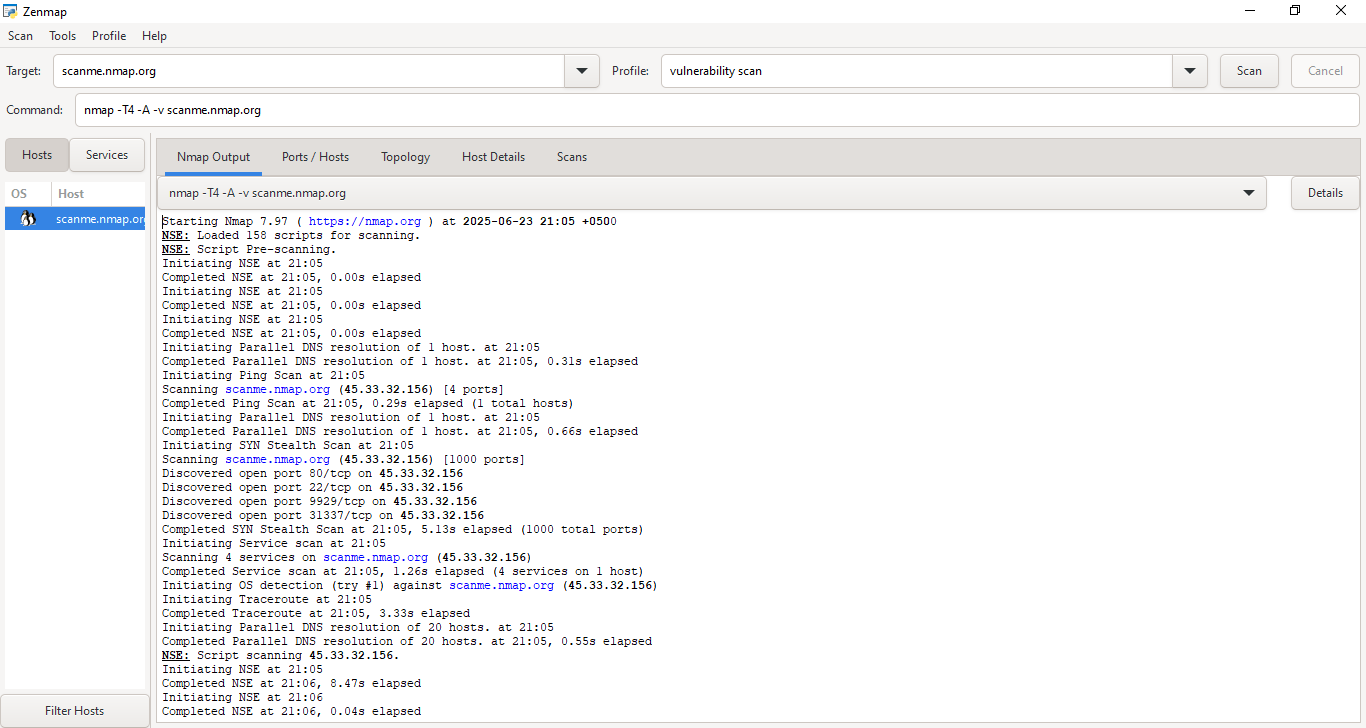 Zenmap
Scan Tools Profile Help
Target: scanme.nmap.org Profile: vulnerability scan Scan Cancel
Command: nmap -T4 -A -v scanme.nmap.org
Hosts Services
OS Host
scanme.nmap.or
Filter Hosts
Nmap Output Ports / Hosts Topology Host Details Scans
nmap -T4 -A -v scanme.nmap.org Details
Starting Nmap 7.97 ( https://nmap.org ) at 2025-06-23 21:05 +0500
NSE: Loaded 158 scripts for scanning.
NSE: Script Pre-scanning.
Initiating NSE at 21:05
Completed NSE at 21:05, 0.00s elapsed
Initiating NSE at 21:05
Completed NSE at 21:05, 0.00s elapsed
Initiating NSE at 21:05
Completed NSE at 21:05, 0.00s elapsed
Initiating Parallel DNS resolution of 1 host. at 21:05
Completed Parallel DNS resolution of 1 host. at 21:05, 0.31s elapsed
Initiating Ping Scan at 21:05
Scanning scanme.nmap.org (45.33.32.156) [4 ports]
Completed Ping Scan at 21:05, 0.29s elapsed (1 total hosts)
Initiating Parallel DNS resolution of 1 host. at 21:05
Completed Parallel DNS resolution of 1 host. at 21:05, 0.66s elapsed
Initiating SYN Stealth Scan at 21:05
Scanning scanme.nmap.org (45.33.32.156) [1000 ports]
Discovered open port 80/tcp on 45.33.32.156
Discovered open port 22/tcp on 45.33.32.156
Discovered open port 9929/tcp on 45.33.32.156
Discovered open port 31337/tcp on 45.33.32.156
Completed SYN Stealth Scan at 21:05, 5.13s elapsed (1000 total ports)
Initiating Service scan at 21:05
Scanning 4 services on scanme.nmap.org (45.33.32.156)
Completed Service scan at 21:05, 1.26s elapsed (4 services on 1 host)
Initiating OS detection (try #1) against scanme.nmap.org (45.33.32.156)
Initiating Traceroute at 21:05
Completed Traceroute at 21:05, 3.33s elapsed
Initiating Parallel DNS resolution of 20 hosts. at 21:05
Completed Parallel DNS resolution of 20 hosts. at 21:05, 0.55s elapsed
NSE: Script scanning 45.33.32.156.
Initiating NSE at 21:05
Completed NSE at 21:06, 8.47s elapsed
Initiating NSE at 21:06
Completed NSE at 21:06, 0.04s elapsed